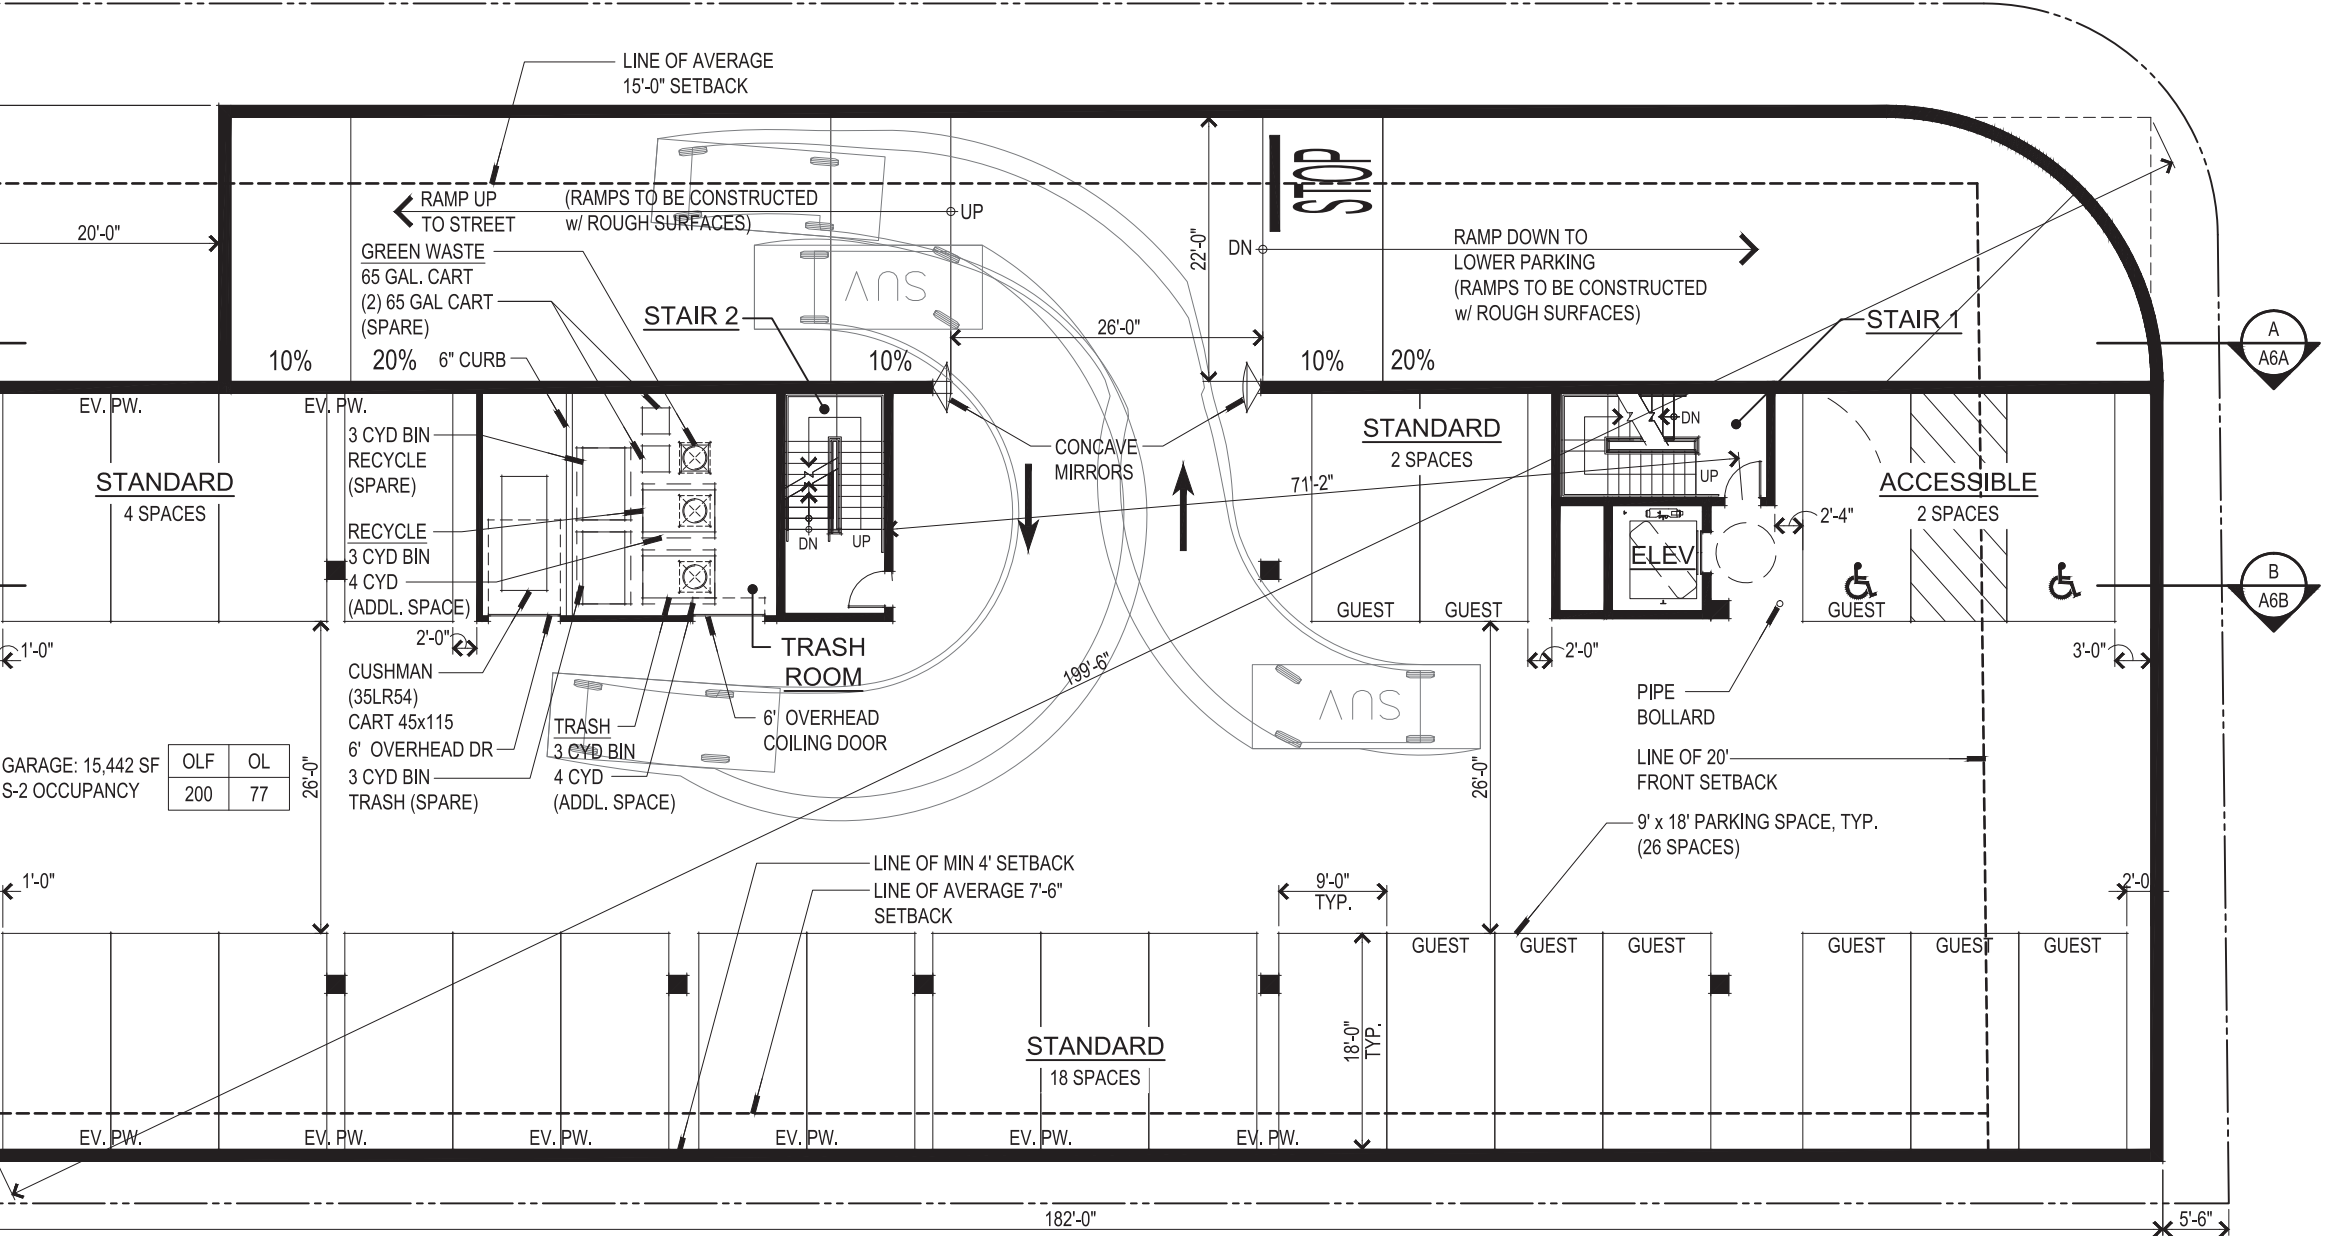 LINE OF AVERAGE
15'-0" SETBACK
RAMP UP
TO STREET
(RAMPS TO BE CONSTRUCTED
w/ ROUGH SURFACES)
UP
STOP
20'-0"
22'-0"
DN
RAMP DOWN TO
LOWER PARKING
(RAMPS TO BE CONSTRUCTED
w/ ROUGH SURFACES)
GREEN WASTE
65 GAL. CART
(2) 65 GAL CART
(SPARE)
SUV
STAIR 2
26'-0"
STAIR 1
A
A6A
10%
20%
6" CURB
10%
10%
20%
EV. PW.
EV. PW.
3 CYD BIN
RECYCLE
(SPARE)
CONCAVE
MIRRORS
STANDARD
2 SPACES
DN
UP
STANDARD
4 SPACES
71'-2"
ACCESSIBLE
2 SPACES
2'-4"
RECYCLE
3 CYD BIN
4 CYD
(ADDL. SPACE)
DN
UP
ELEV
B
A6B
GUEST
GUEST
GUEST
1'-0"
2'-0"
TRASH
ROOM
199'-6"
2'-0"
3'-0"
CUSHMAN
(35LR54)
CART 45x115
6' OVERHEAD DR
3 CYD BIN
TRASH (SPARE)
TRASH
3 CYD BIN
4 CYD
(ADDL. SPACE)
6' OVERHEAD
COILING DOOR
SUV
PIPE
BOLLARD
LINE OF 20'
FRONT SETBACK
GARAGE: 15,442 SF
S-2 OCCUPANCY
OLF
OL
200
77
26'-0"
26'-0"
9' x 18' PARKING SPACE, TYP.
(26 SPACES)
LINE OF MIN 4' SETBACK
LINE OF AVERAGE 7'-6"
SETBACK
1'-0"
9'-0"
TYP.
2'-0
GUEST
GUEST
GUEST
GUEST
GUEST
GUEST
STANDARD
18 SPACES
18'-0"
TYP.
EV. PW.
EV. PW.
EV. PW.
EV. PW.
EV. PW.
EV. PW.
182'-0"
5'-6"